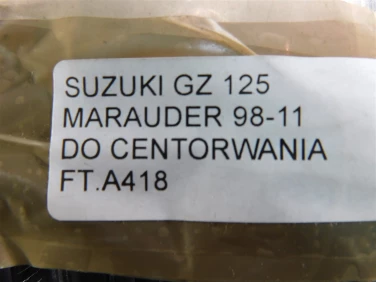 SUZUKI GZ 125
MARAUDER 98-11
DO CENTORWANIA
FT.A418